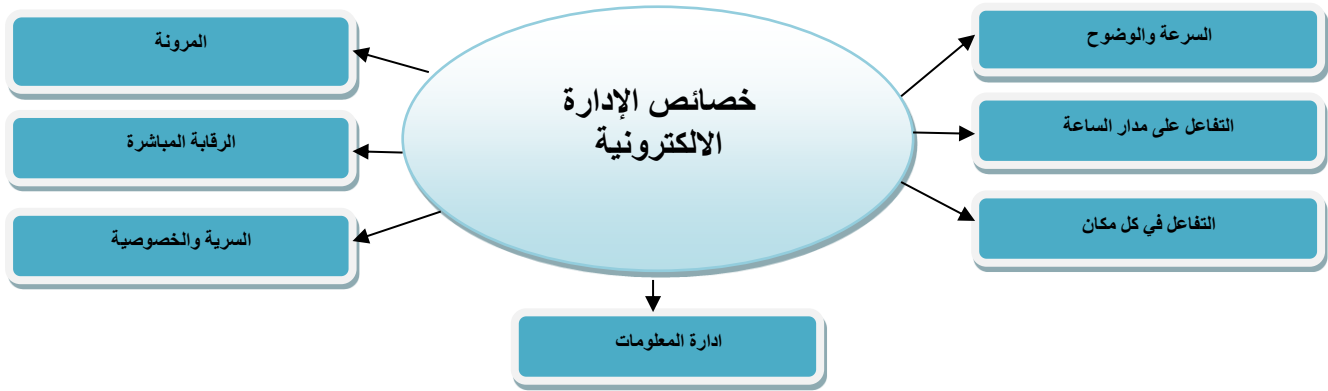 خصائص الإدارة
الالكترونية
السرعة والوضوح
التفاعل على مدار الساعة
التفاعل في كل مكان
المرونة
الرقابة المباشرة
السرية والخصوصية
ادارة المعلومات